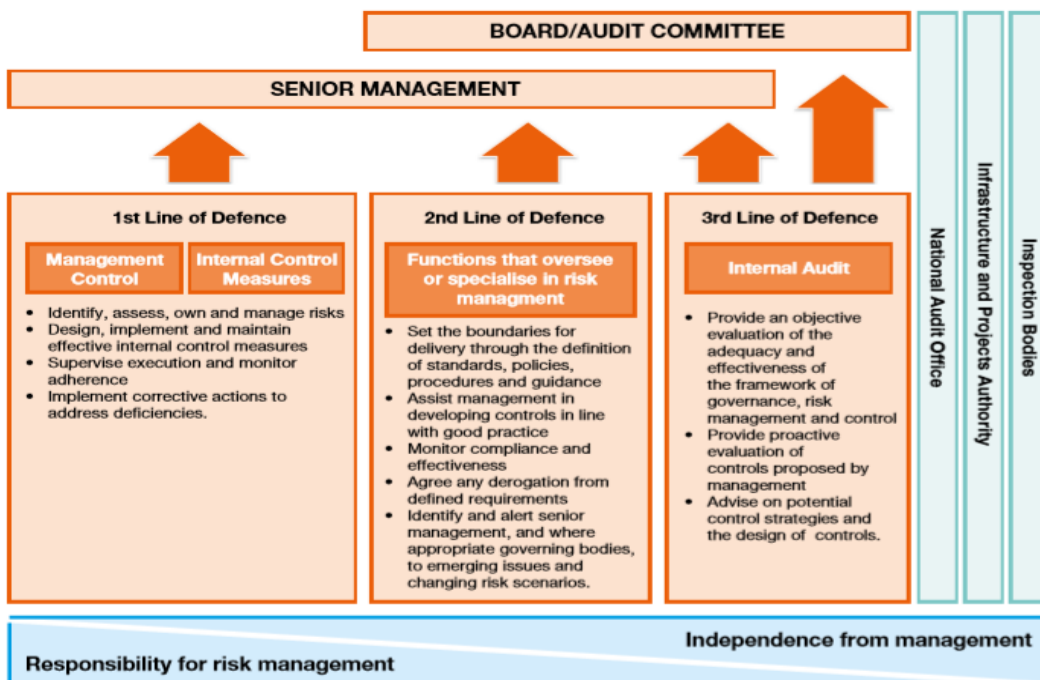 BOARD/AUDIT COMMITTEE
SENIOR MANAGEMENT
1st Line of Defence
Management
Control
Internal Control
Measures
• Identify, assess, own and manage risks
• Design, implement and maintain
effective internal control measures
• Supervise execution and monitor
adherence
• Implement corrective actions to
address deficiencies.
2nd Line of Defence
Functions that oversee
or specialise in risk
managment
• Set the boundaries for
delivery through the definition
of standards, policies,
procedures and guidance
• Assist management in
developing controls in line
with good practice
• Monitor compliance and
effectiveness
• Agree any derogation from
defined requirements
• Identify and alert senior
management, and where
appropriate governing bodies,
to emerging issues and
changing risk scenarios.
3rd Line of Defence
Internal Audit
• Provide an objective
evaluation of the
adequacy and
effectiveness of
the framework of
governance, risk
management and control
• Provide proactive
evaluation of
controls proposed by
management
• Advise on potential
control strategies and
the design of controls.
National Audit Office
Infrastructure and Projects Authority
Inspection Bodies
Independence from management
Responsibility for risk management